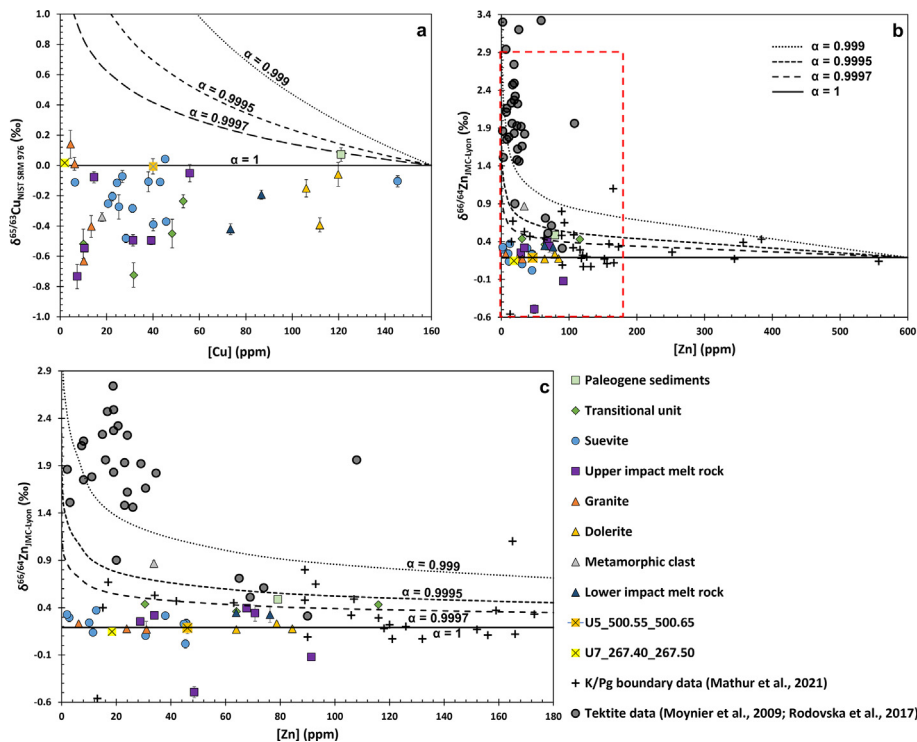 a
1.0
0.8
0.6
0.4
0.2
0.0
-0.2
-0.4
-0.6
-0.8
-1.0
δ65/63CuNIST SRM 976 (‰)
α = 0.999
α = 0.9995
α = 0.9997
α = 1
0 20 40 60 80 100 120 140 160
[Cu] (ppm)
b
3.4
2.9
2.4
1.9
1.4
0.9
0.4
-0.1
-0.6
δ66/64ZnJMC-Lyon (‰)
α = 0.999
α = 0.9995
α = 0.9997
α = 1
0 100 200 300 400 500 600
[Zn] (ppm)
c
2.9
2.4
1.9
1.4
0.9
0.4
-0.1
-0.6
δ66/64ZnJMC-Lyon (‰)
α = 0.999
α = 0.9995
α = 0.9997
α = 1
0 20 40 60 80 100 120 140 160 180
[Zn] (ppm)
Paleogene sediments
Transitional unit
Suevite
Upper impact melt rock
Granite
Dolerite
Metamorphic clast
Lower impact melt rock
U5_500.55_500.65
U7_267.40_267.50
K/Pg boundary data (Mathur et al., 2021)
Tektite data (Moynier et al., 2009; Rodovska et al., 2017)